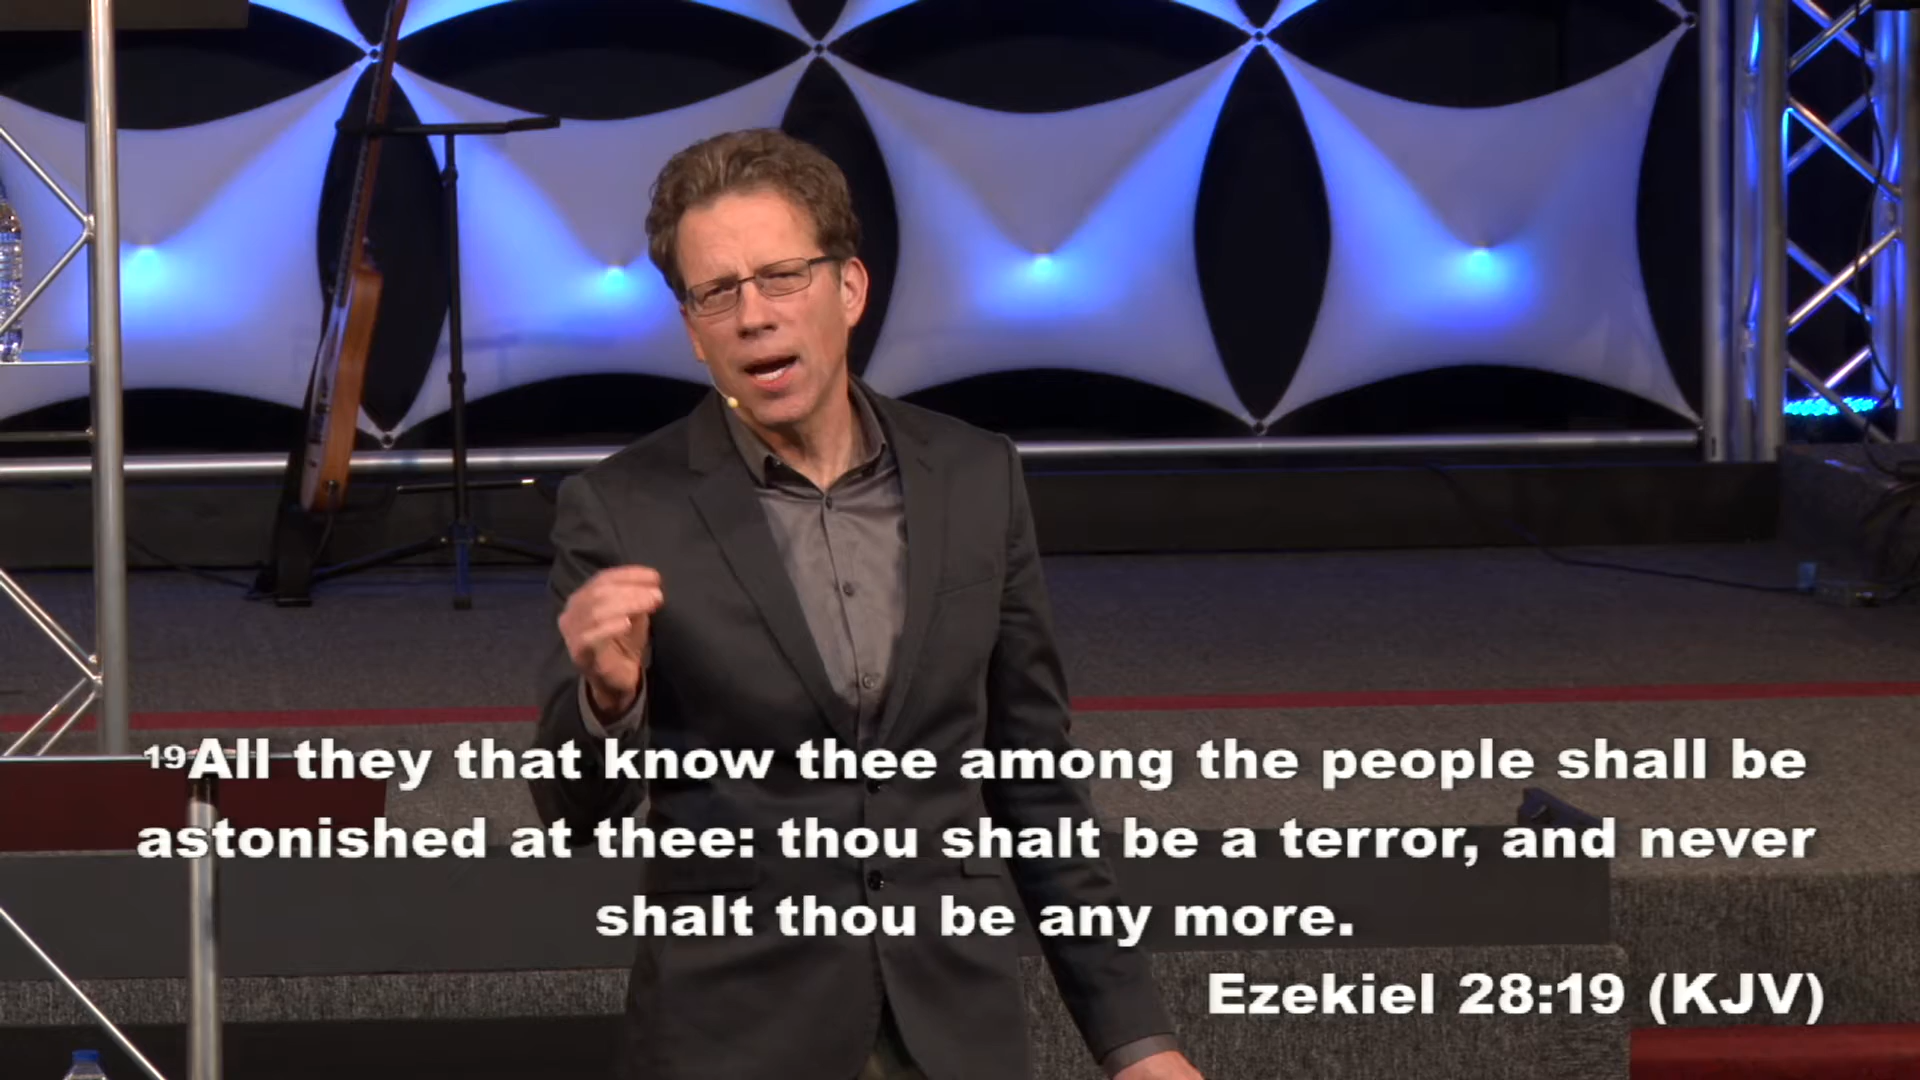 ¹⁹All they that know thee among the people shall be
astonished at thee: thou shalt be a terror, and never
shalt thou be any more.
Ezekiel 28:19 (KJV)